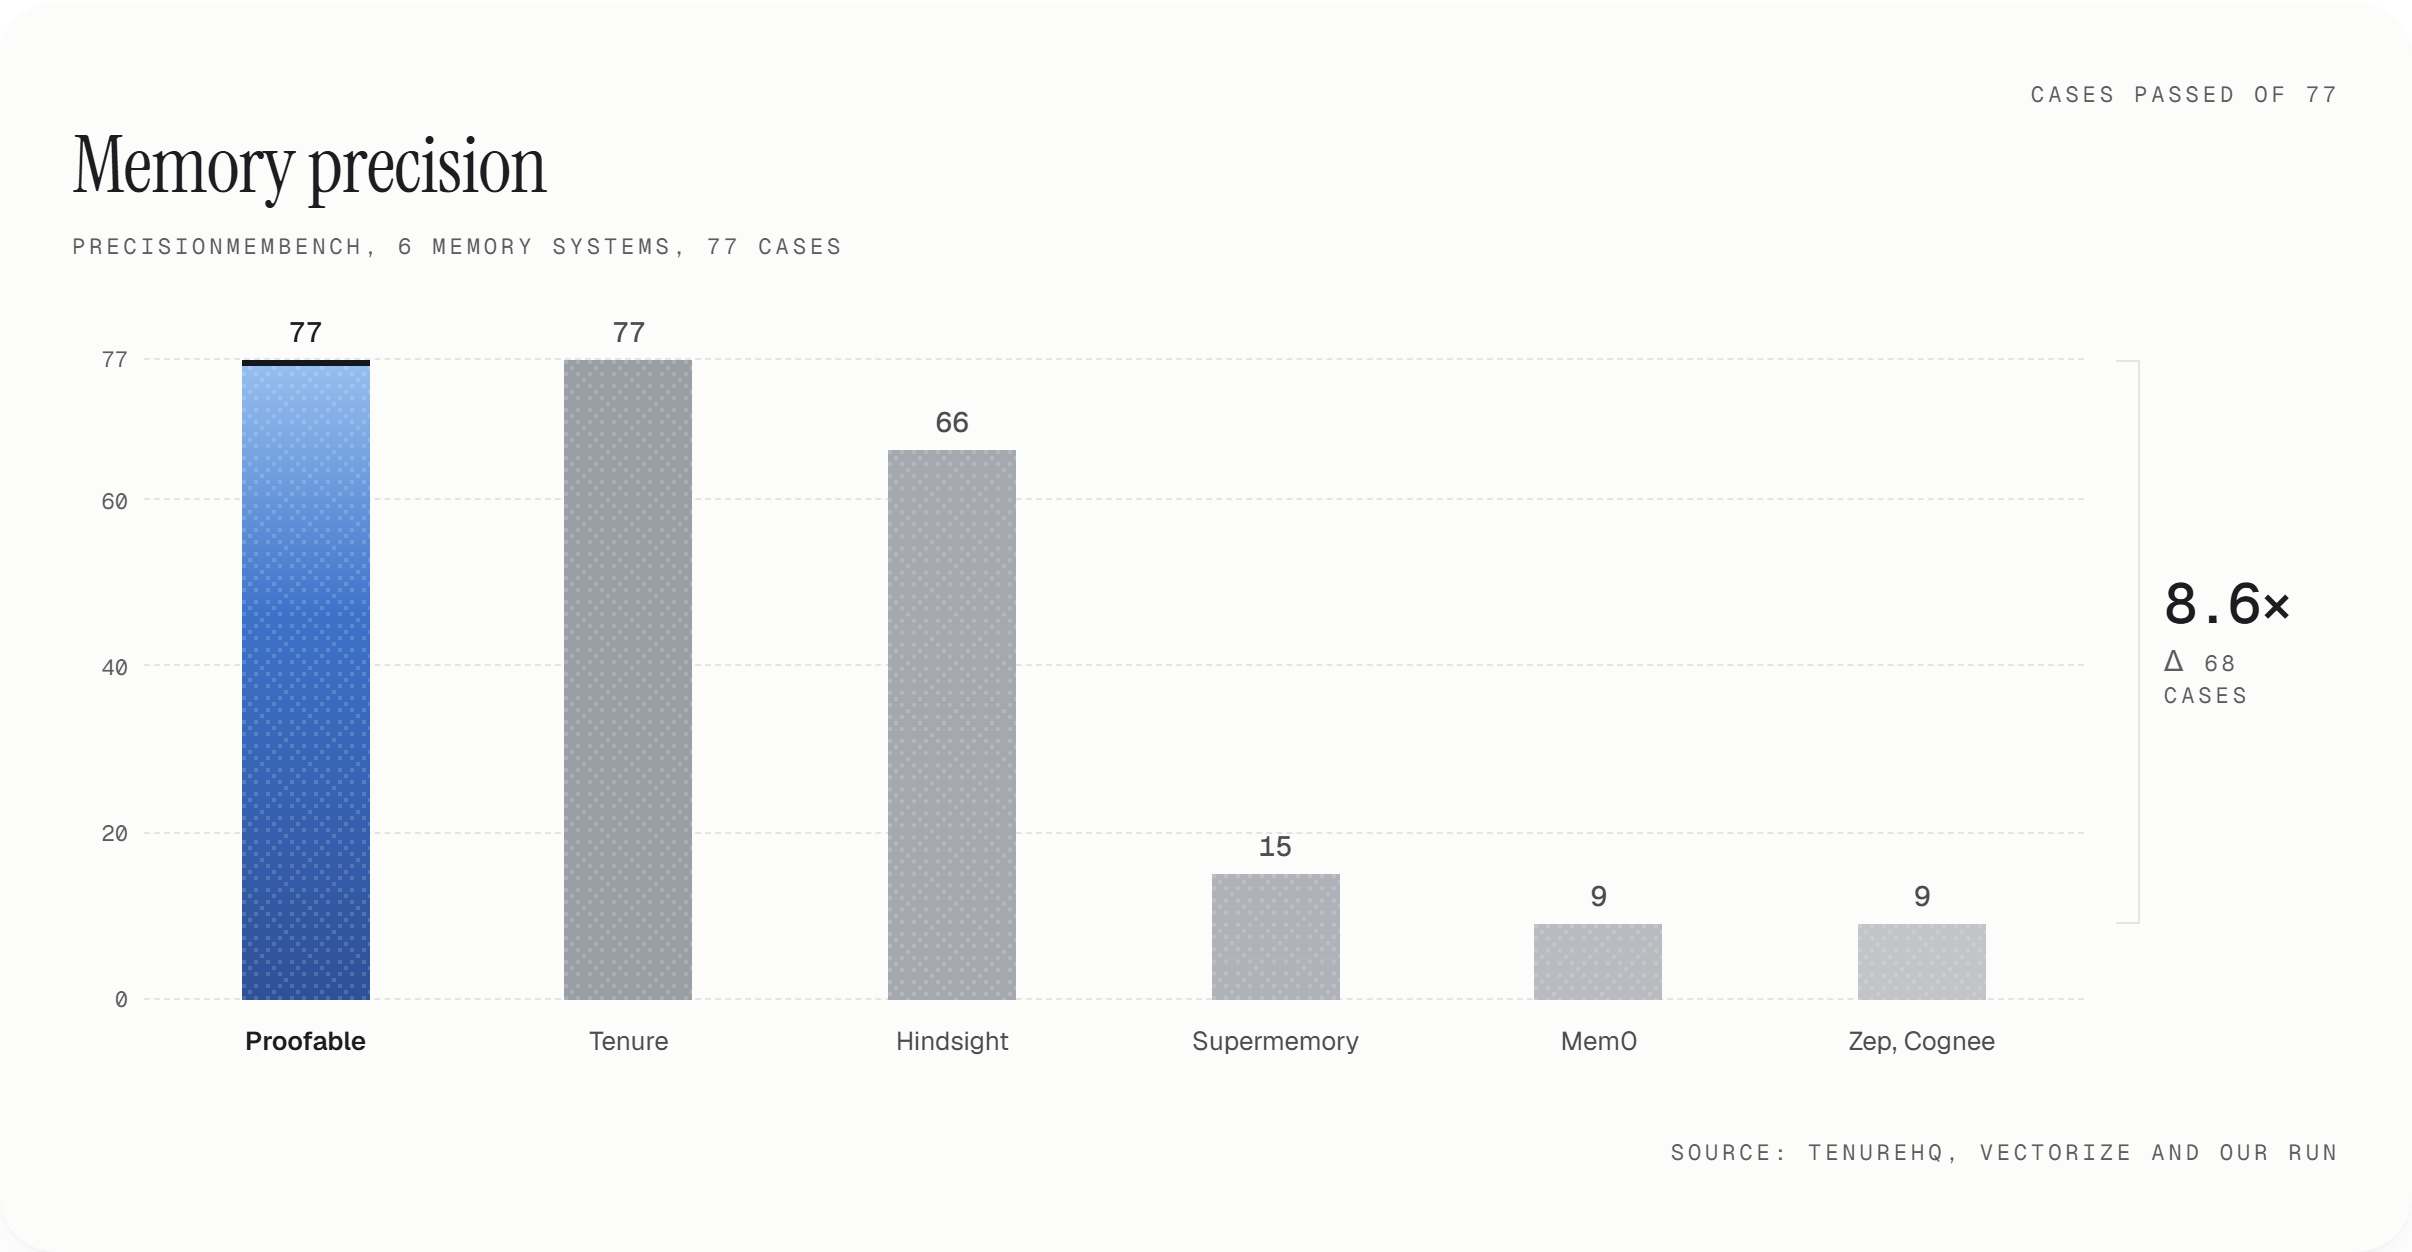 CASES PASSED OF 77
Memory precision
PRECISIONMEMBENCH, 6 MEMORY SYSTEMS, 77 CASES
77
77
66
15
9
9
77
60
40
20
0
8.6×
Δ 68
CASES
Proofable
Tenure
Hindsight
Supermemory
Mem0
Zep, Cognee
SOURCE: TENUREHQ, VECTORIZE AND OUR RUN